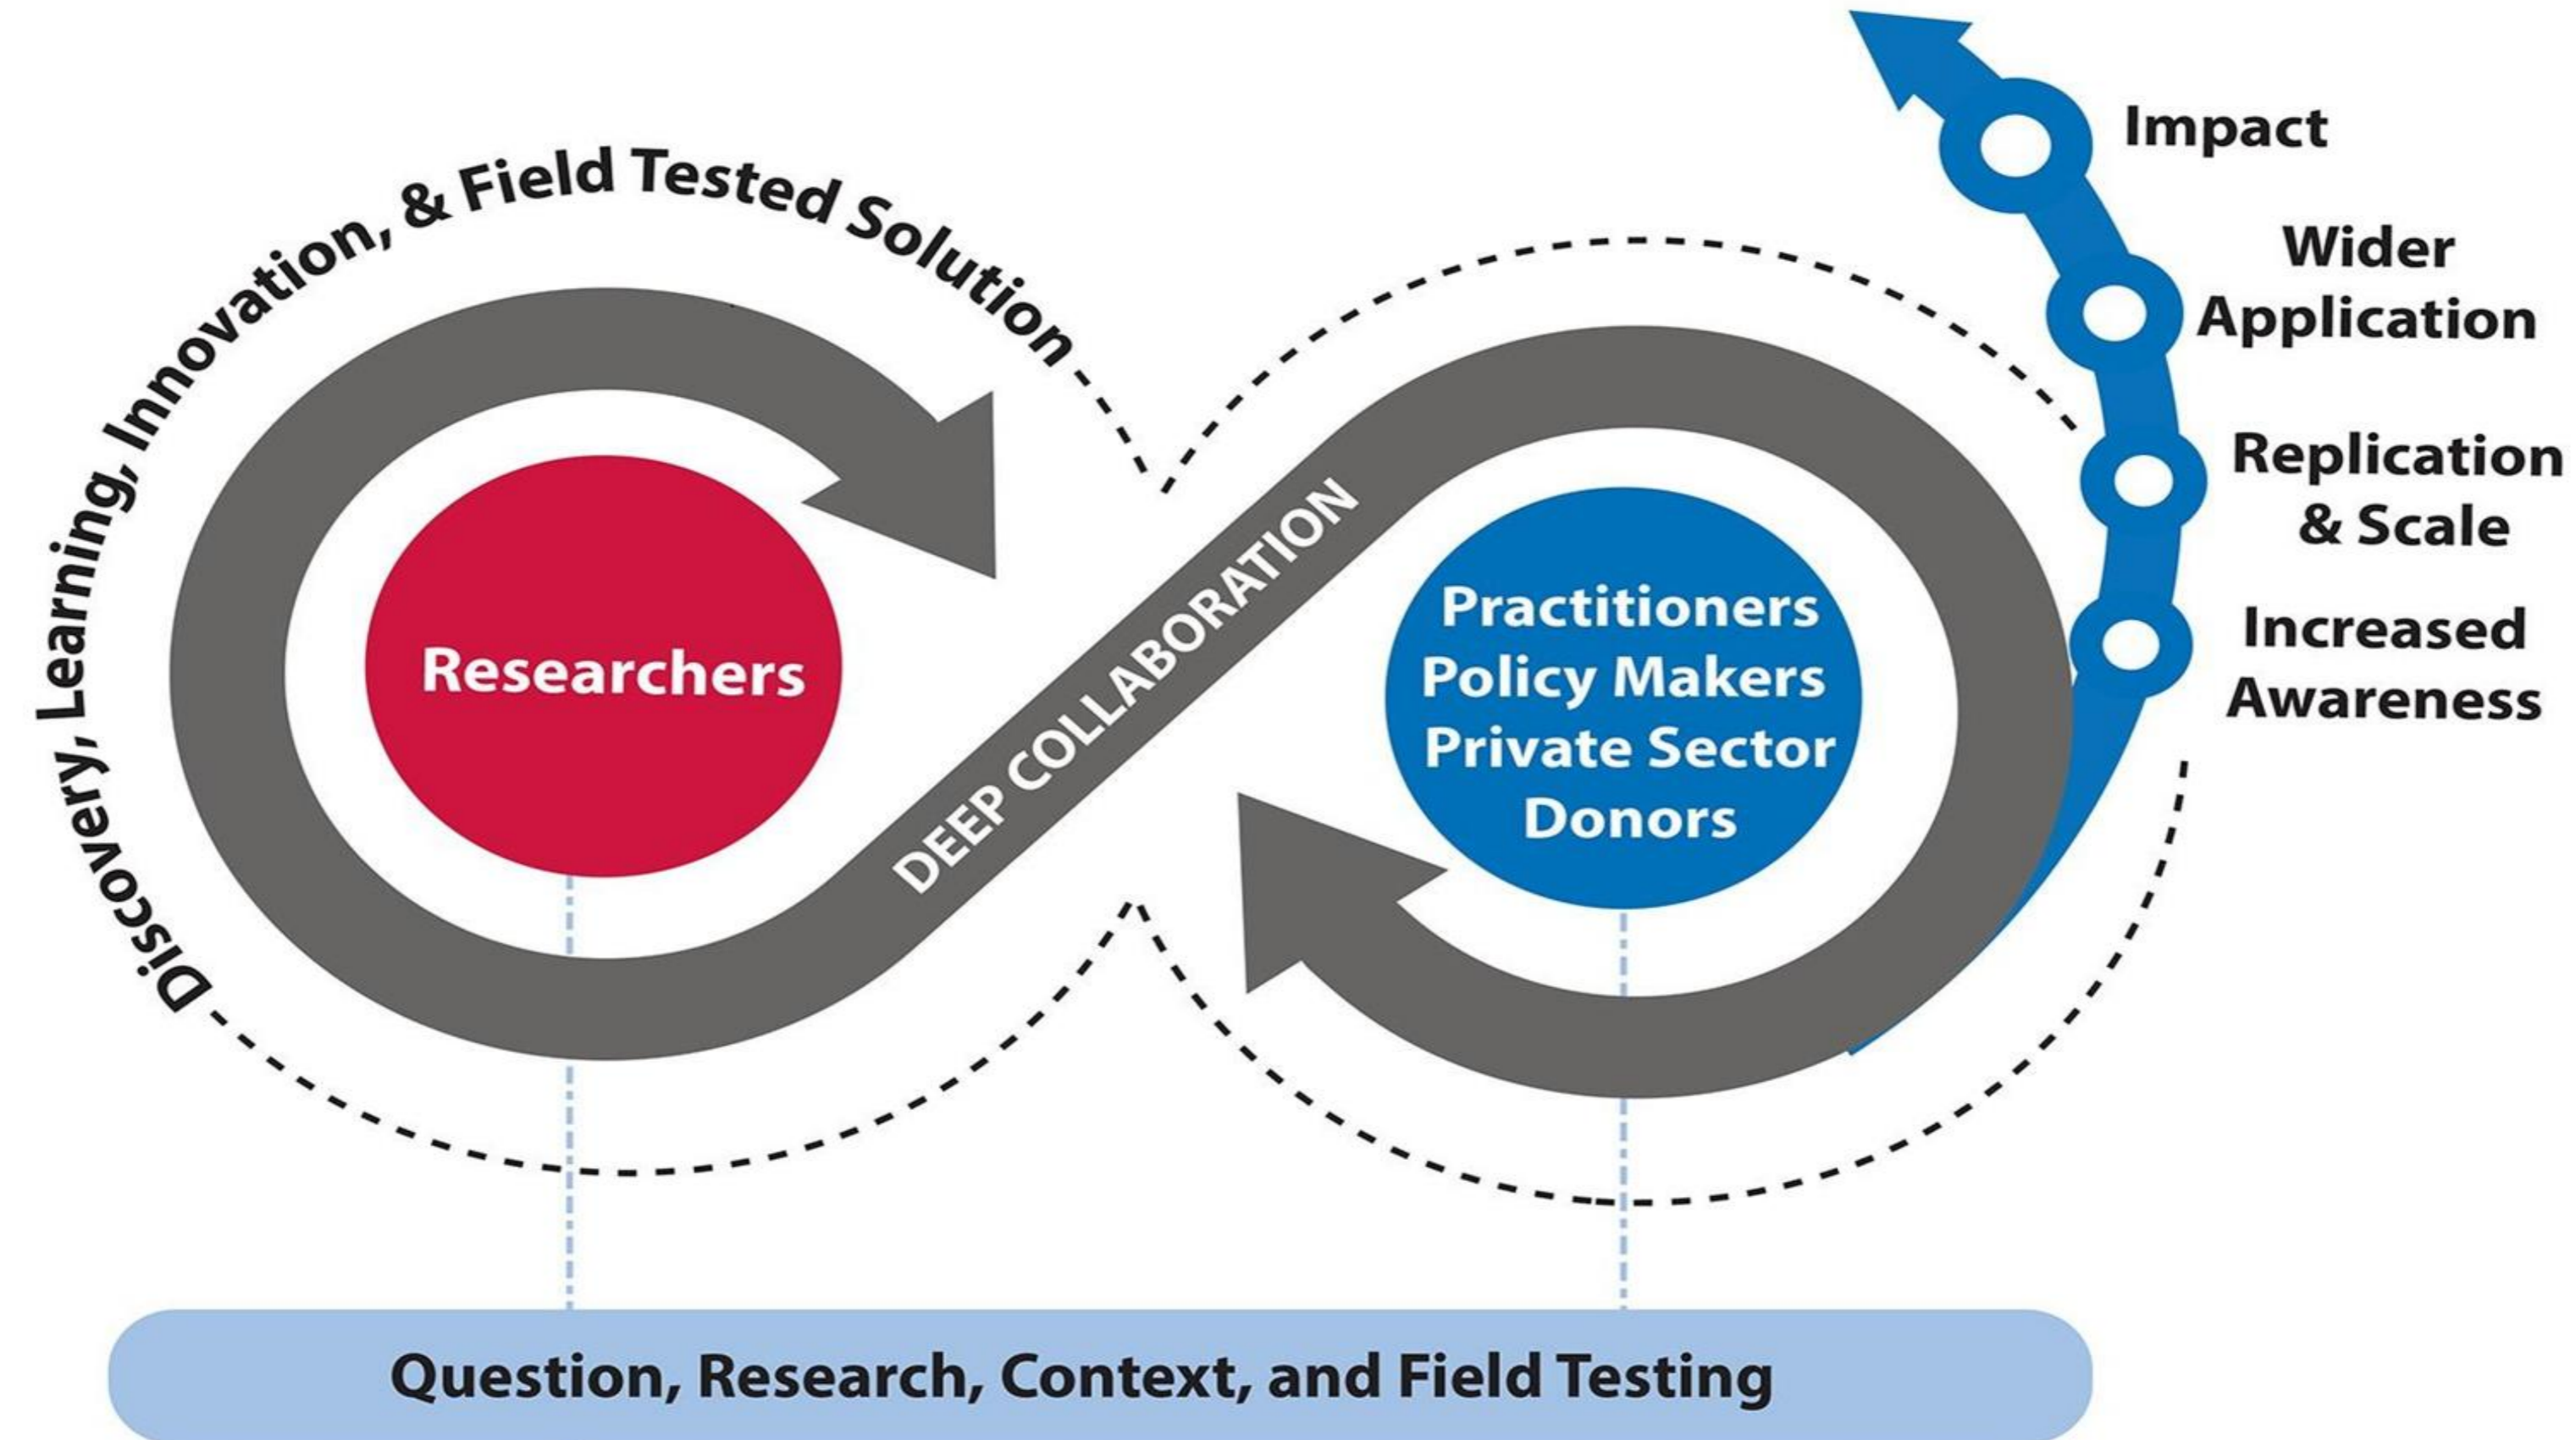 Discovery, Learning, Innovation, & Field Tested Solution
Researchers
DEEP COLLABORATION
Practitioners
Policy Makers
Private Sector
Donors
Impact
Wider
Application
Replication
& Scale
Increased
Awareness
Question, Research, Context, and Field Testing